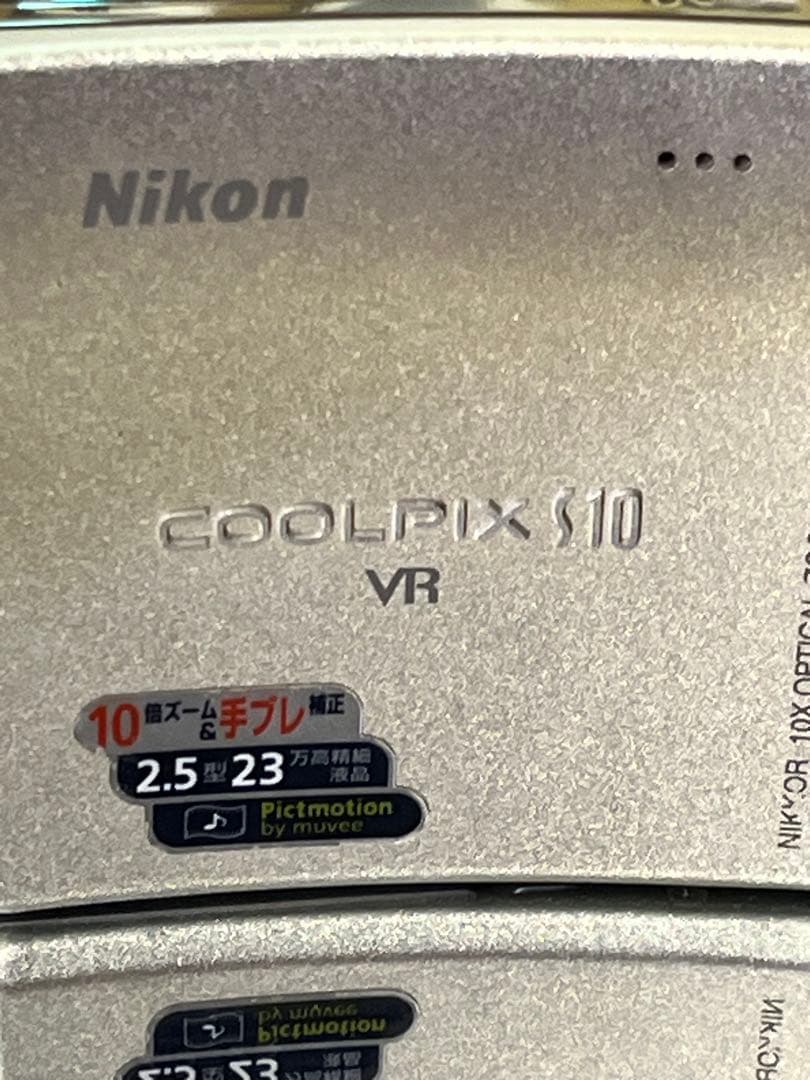 Nikon
COOLPIX S10
VR
10倍ズーム&手ブレ補正
2.5型23万高精細液晶
Pictmotion
by muvee
NIKKOR 10X OPTICAL